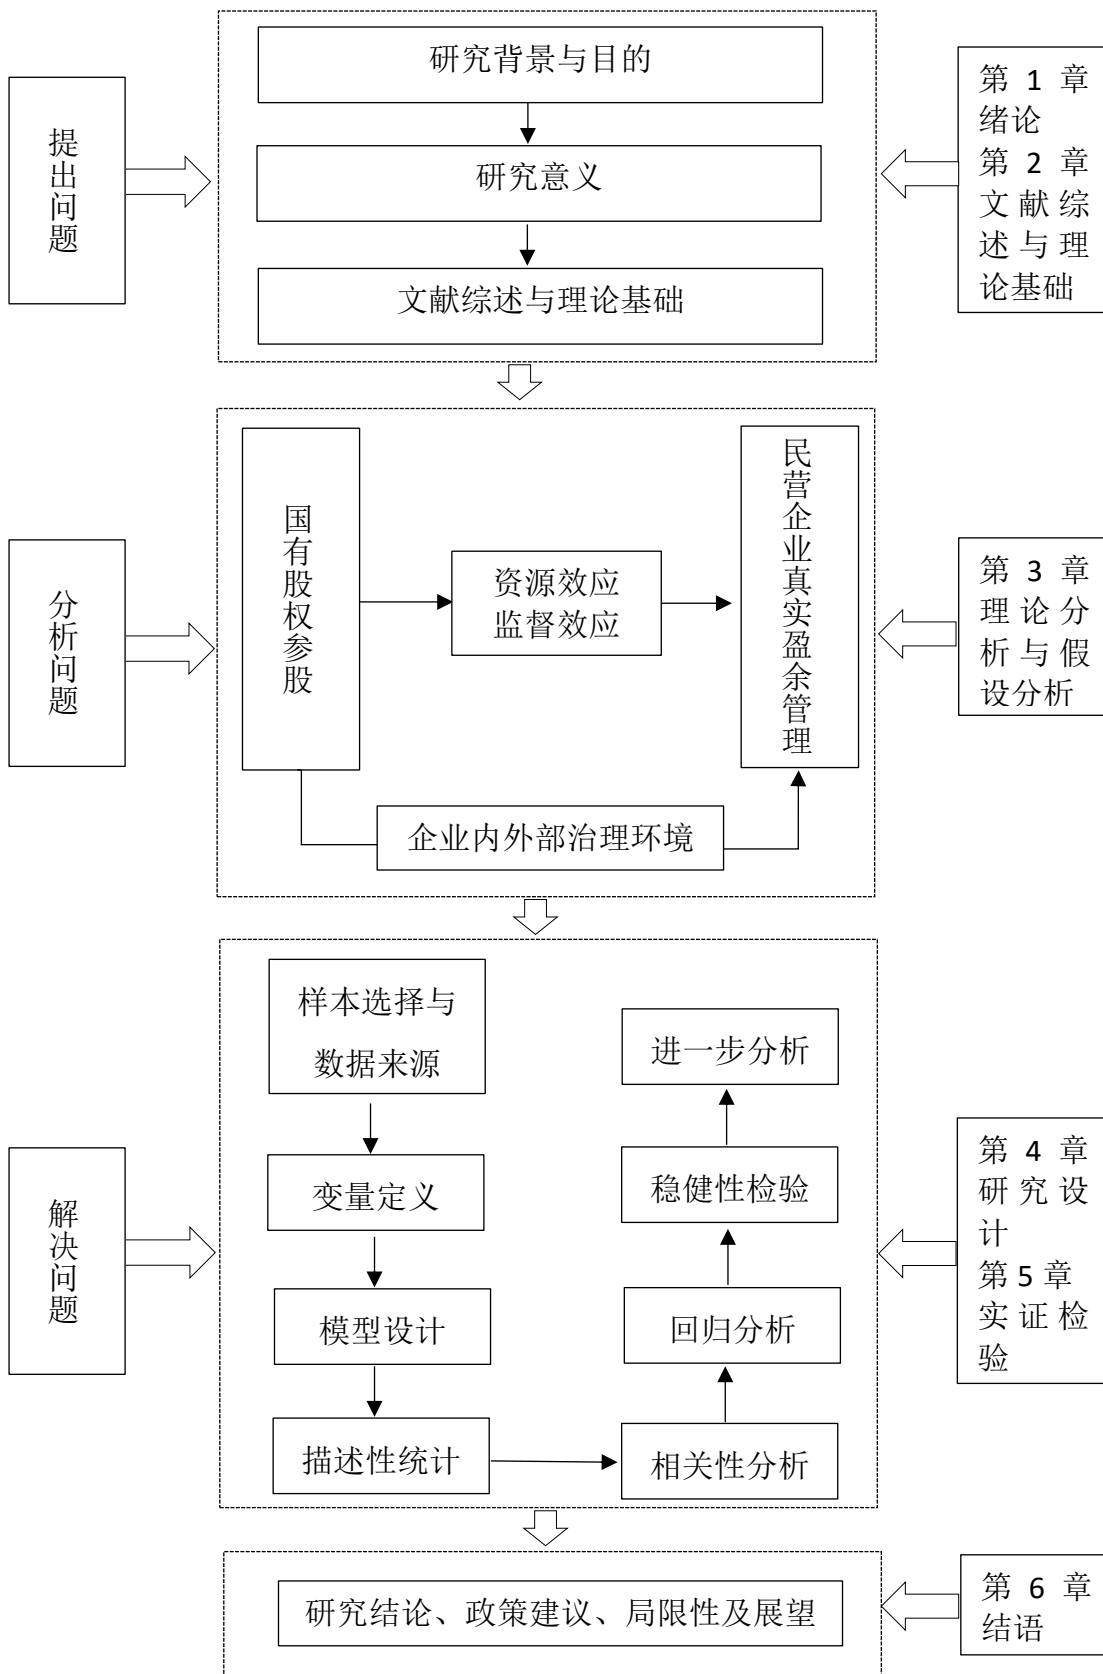 提出问题
研究背景与目的
研究意义
文献综述与理论基础
第 1 章
绪论
第 2 章
文献综
述与理
论基础
分析问题
国有股权参股
资源效应
监督效应
民营企业真实盈余管理
企业内外部治理环境
第 3 章
理论分
析与假
设分析
解决问题
样本选择与
数据来源
变量定义
模型设计
描述性统计
进一步分析
稳健性检验
回归分析
相关性分析
第 4 章
研究设
计
第 5 章
实证检
验
研究结论、政策建议、局限性及展望
第 6 章
结语